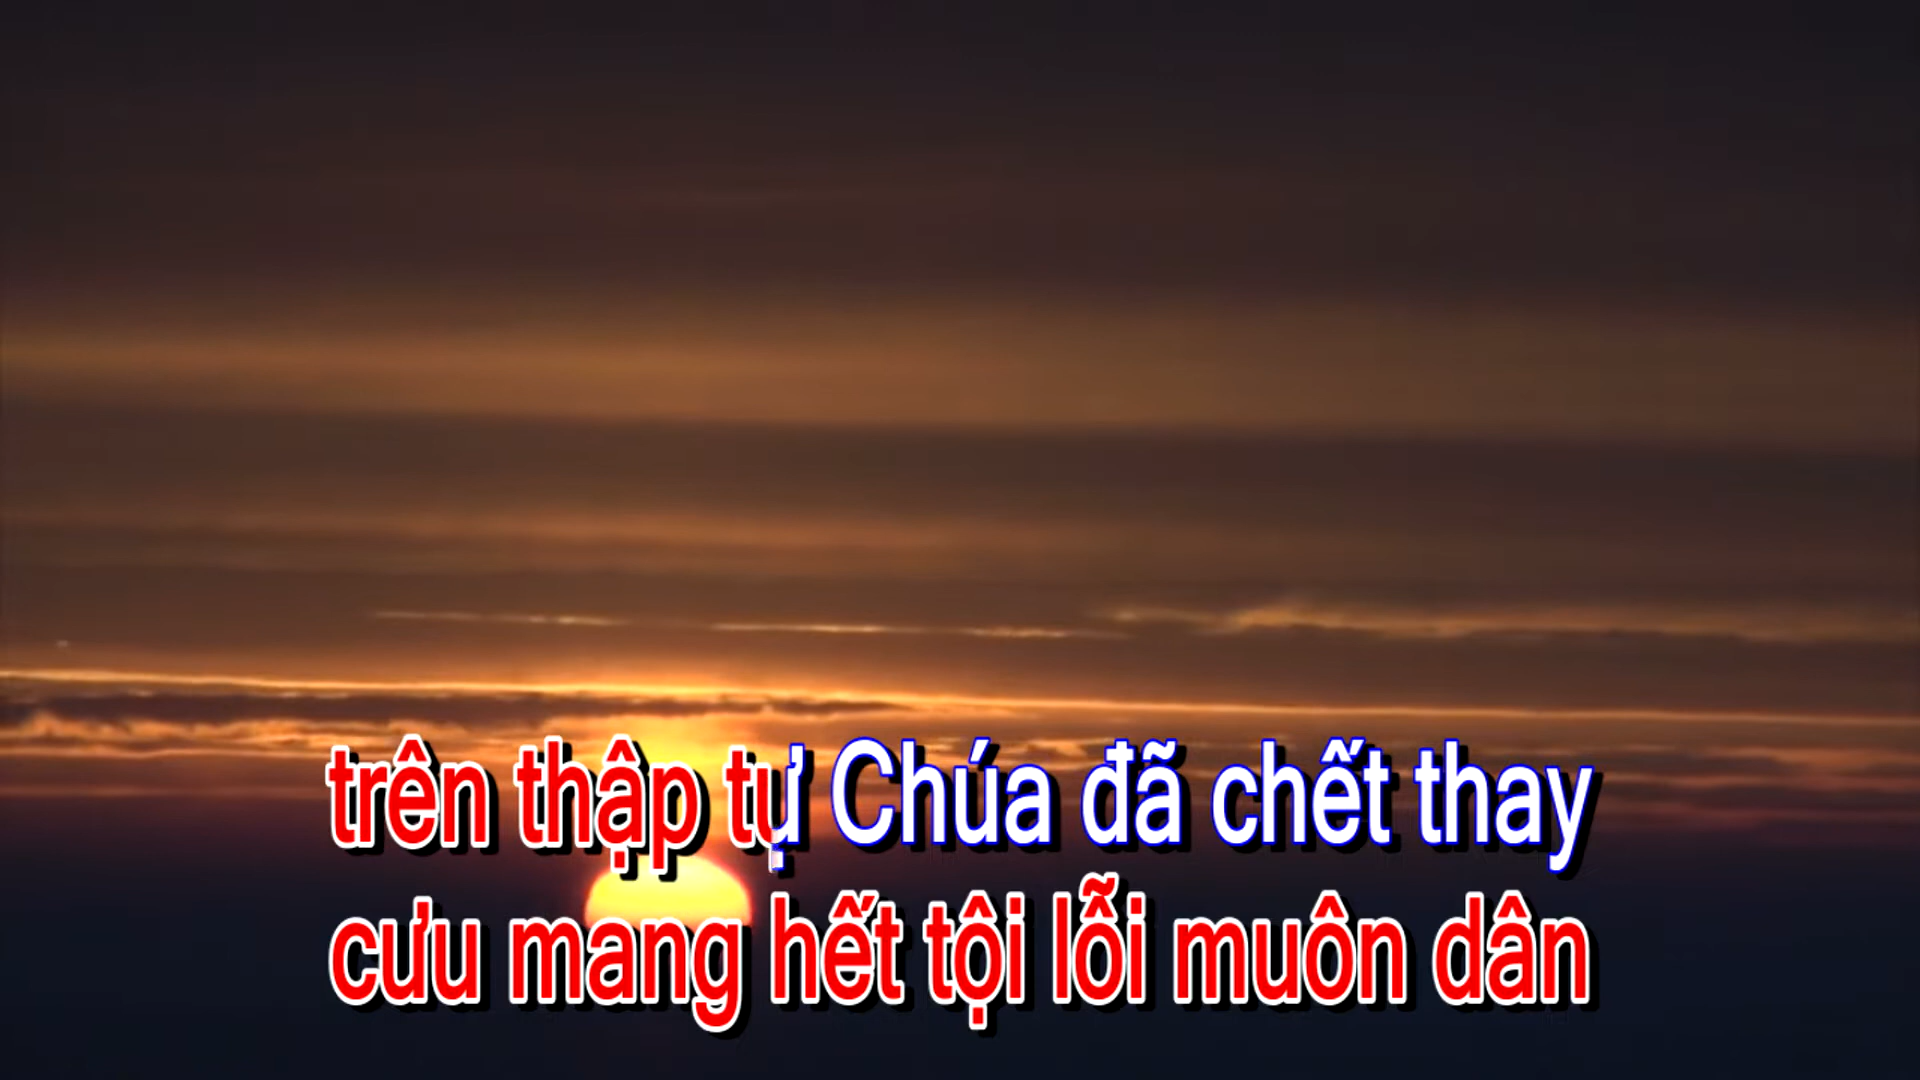 trên thập tự Chúa đã chết thay
cưu mang hết tội lỗi muôn dân